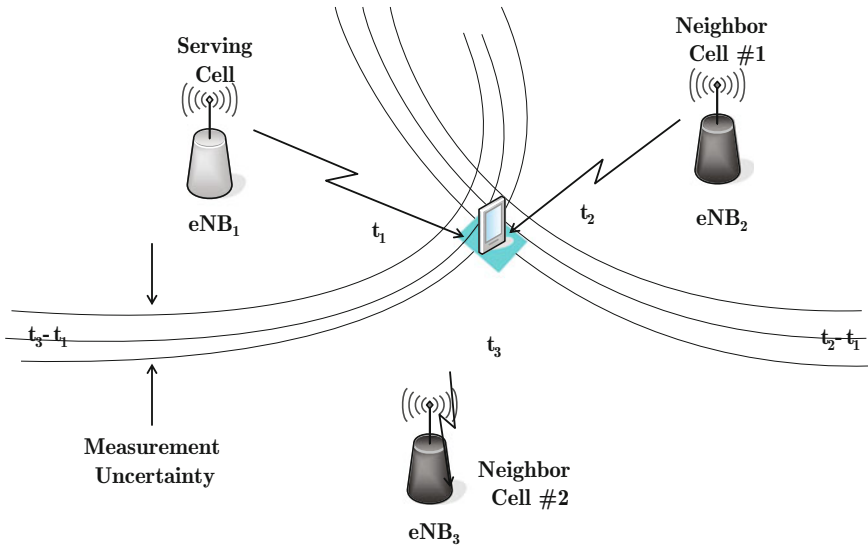 Serving
Cell
Neighbor
Cell #1
eNB1
eNB2
t1
t2
t3- t1
t2- t1
t3
Measurement
Uncertainty
Neighbor
Cell #2
eNB3